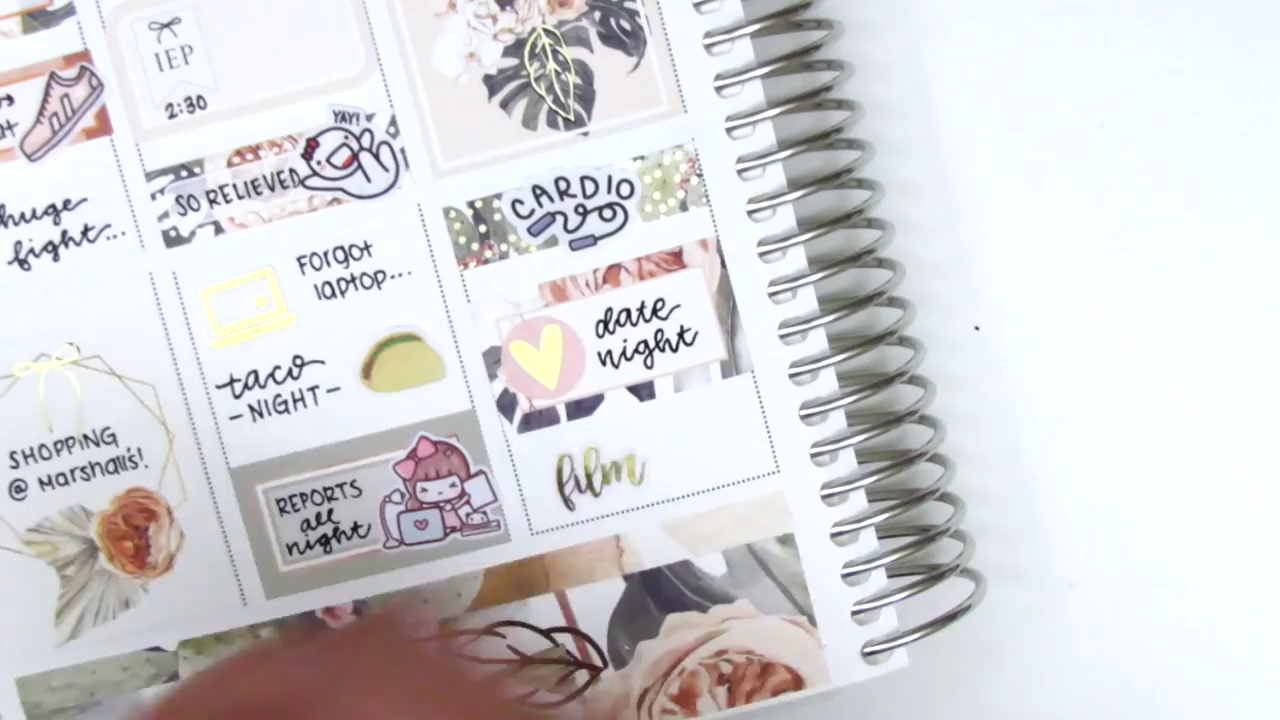 IEP
2:30
YAY!
SO RELIEVED
huge
fight...
Forgot
laptop...
taco
-NIGHT-
SHOPPING
@ Marshalls!
REPORTS
all
night
CARDIO
date
night
film